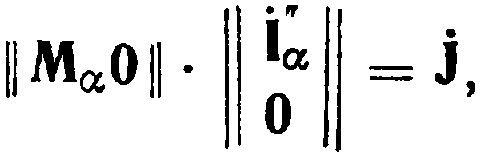 ‖ M_α 0 ‖ · ‖ i″_α
0 ‖ = j,